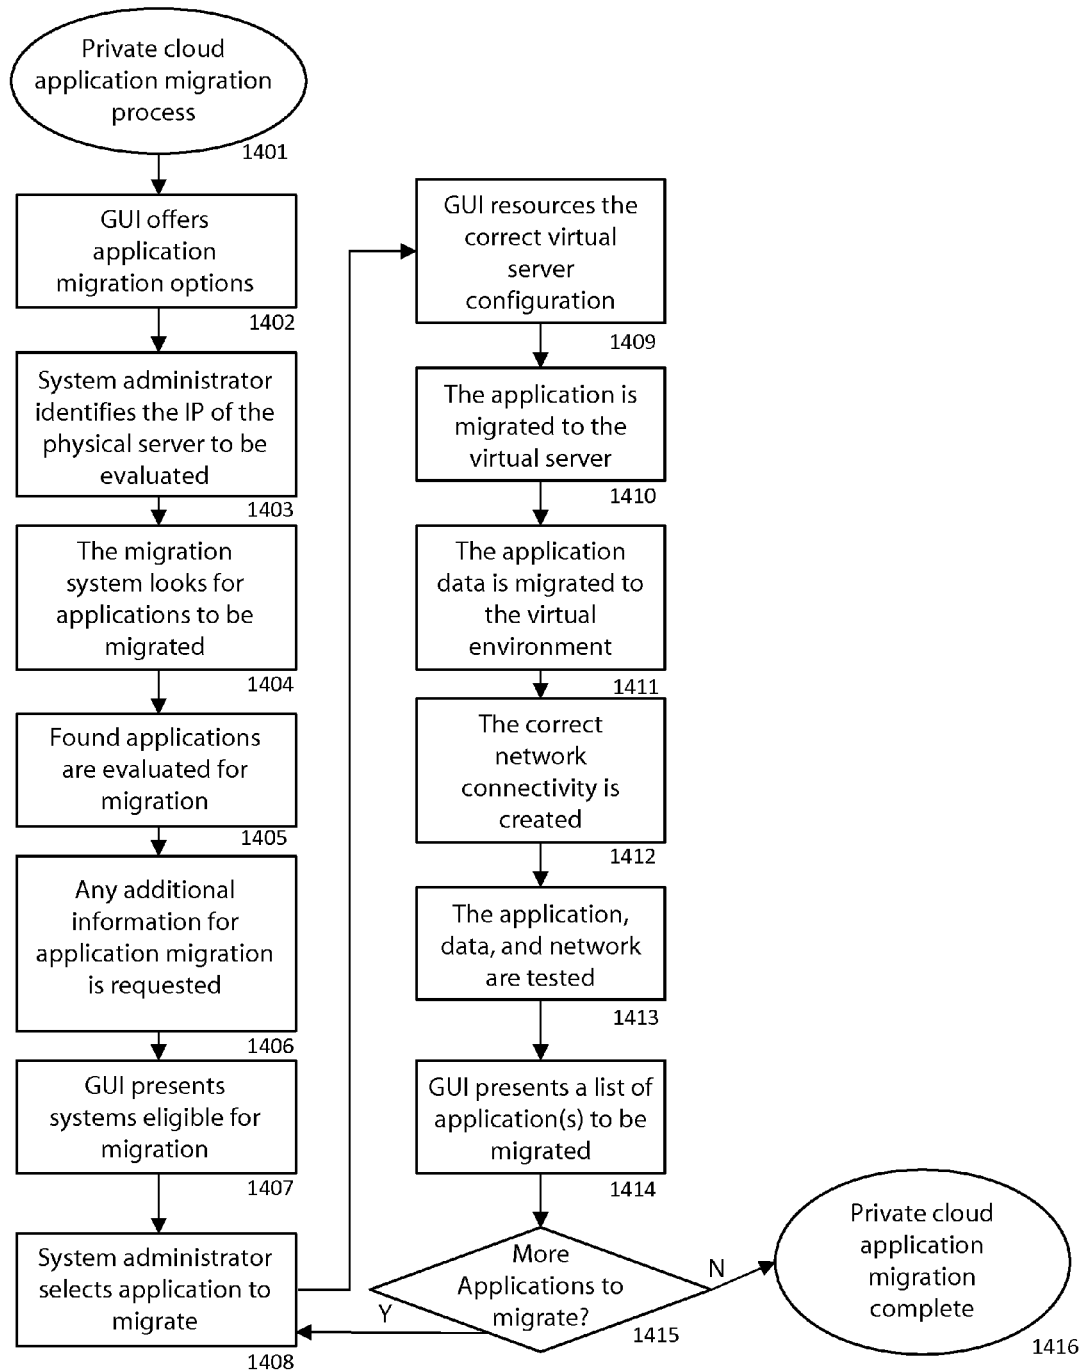 Private cloud
application migration
process
1401
GUI offers
application
migration options
1402
System administrator
identifies the IP of the
physical server to be
evaluated
1403
The migration
system looks for
applications to be
migrated
1404
Found applications
are evaluated for
migration
1405
Any additional
information for
application migration
is requested
1406
GUI presents
systems eligible for
migration
1407
System administrator
selects application to
migrate
1408
GUI resources the
correct virtual
server
configuration
1409
The application is
migrated to the
virtual server
1410
The application
data is migrated to
the virtual
environment
1411
The correct
network
connectivity is
created
1412
The application,
data, and network
are tested
1413
GUI presents a list of
application(s) to be
migrated
1414
More
Applications to
migrate?
1415
Y
N
Private cloud
application
migration
complete
1416